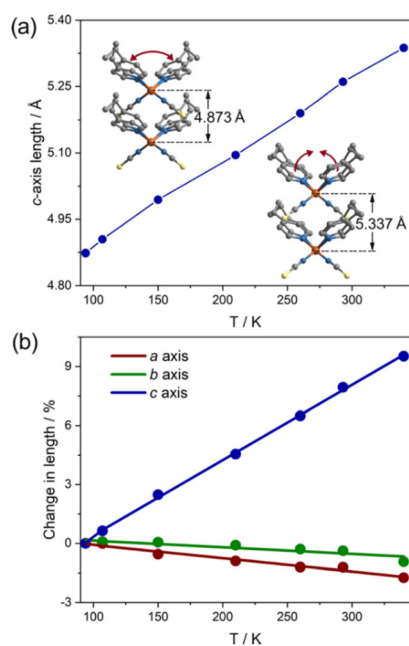 (a)
5.40
5.25
5.10
4.95
4.80
c-axis length / Å
4.873 Å
5.337 Å
100 150 200 250 300
T / K
(b)
a axis
b axis
c axis
9
6
3
0
-3
Change in length / %
100 150 200 250 300
T / K